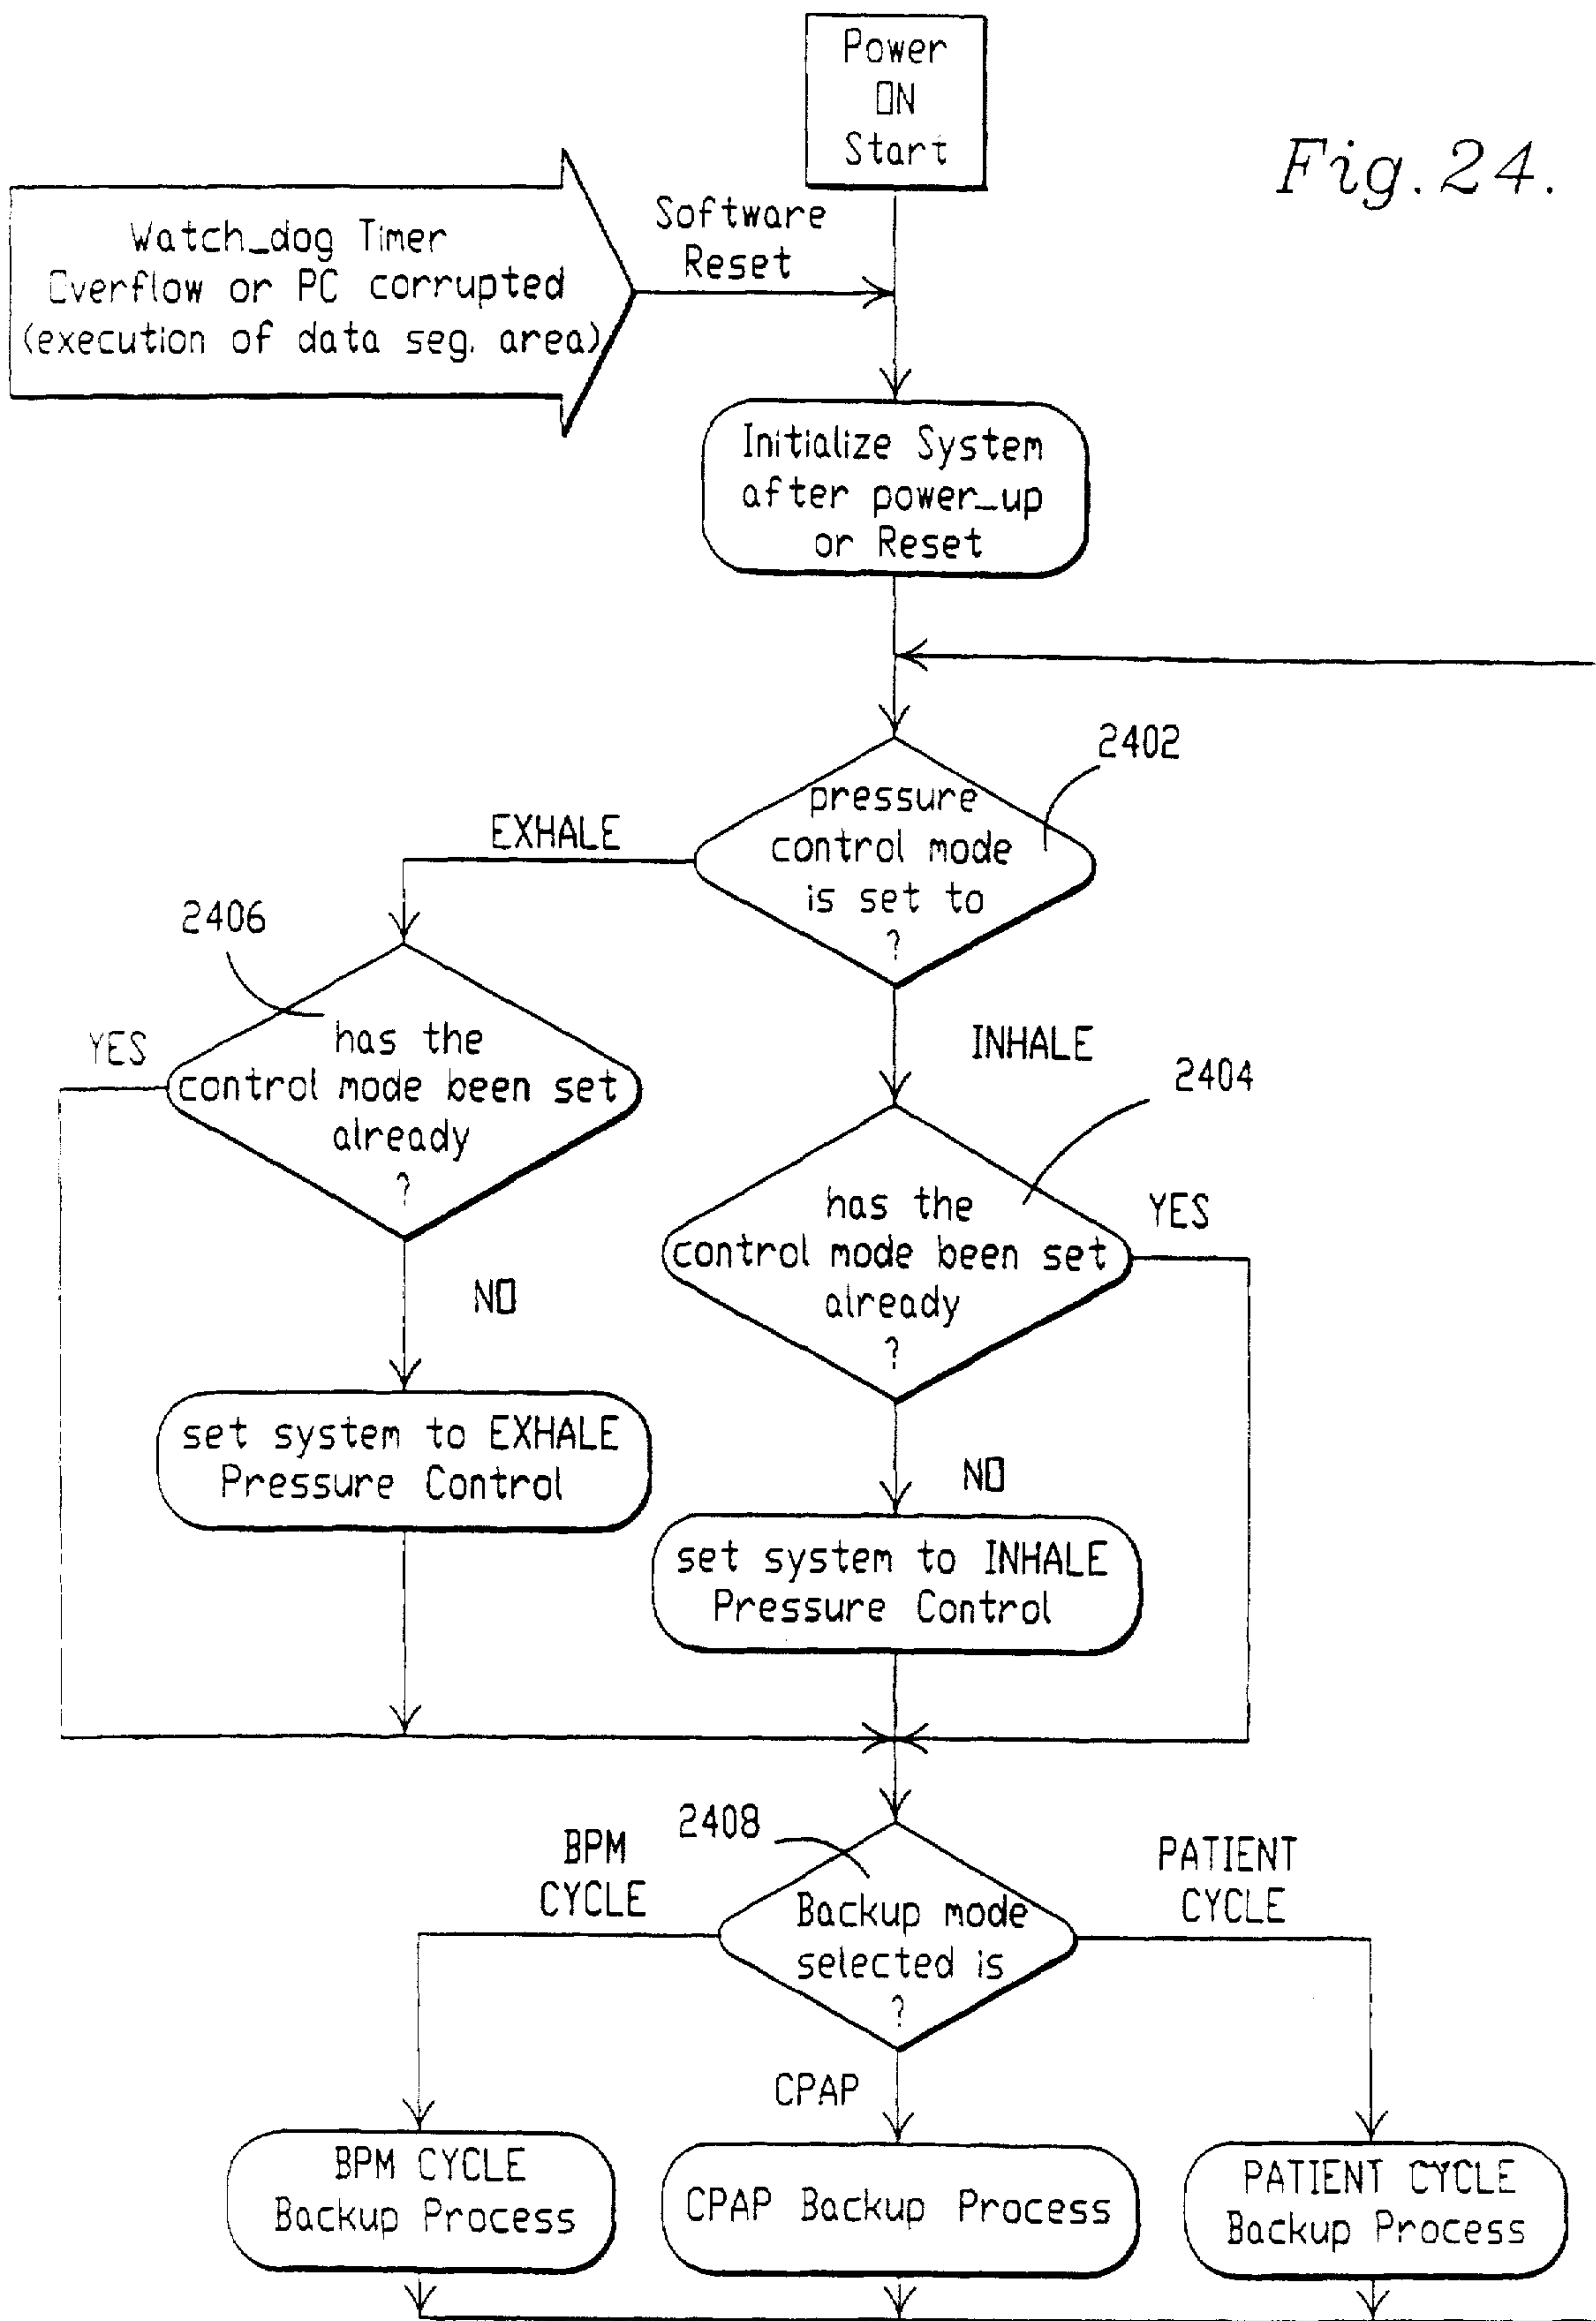 Power
ON
Start
Fig. 24.
Watch_dog Timer
Overflow or PC corrupted
(execution of data seg. area)
Software
Reset
Initialize System
after power_up
or Reset
2402
pressure
control mode
is set to
?
EXHALE
2406
has the
control mode been set
already
?
YES
INHALE
2404
has the
control mode been set
already
?
YES
NO
set system to EXHALE
Pressure Control
NO
set system to INHALE
Pressure Control
2408
BPM
CYCLE
Backup mode
selected is
?
PATIENT
CYCLE
CPAP
BPM CYCLE
Backup Process
CPAP Backup Process
PATIENT CYCLE
Backup Process